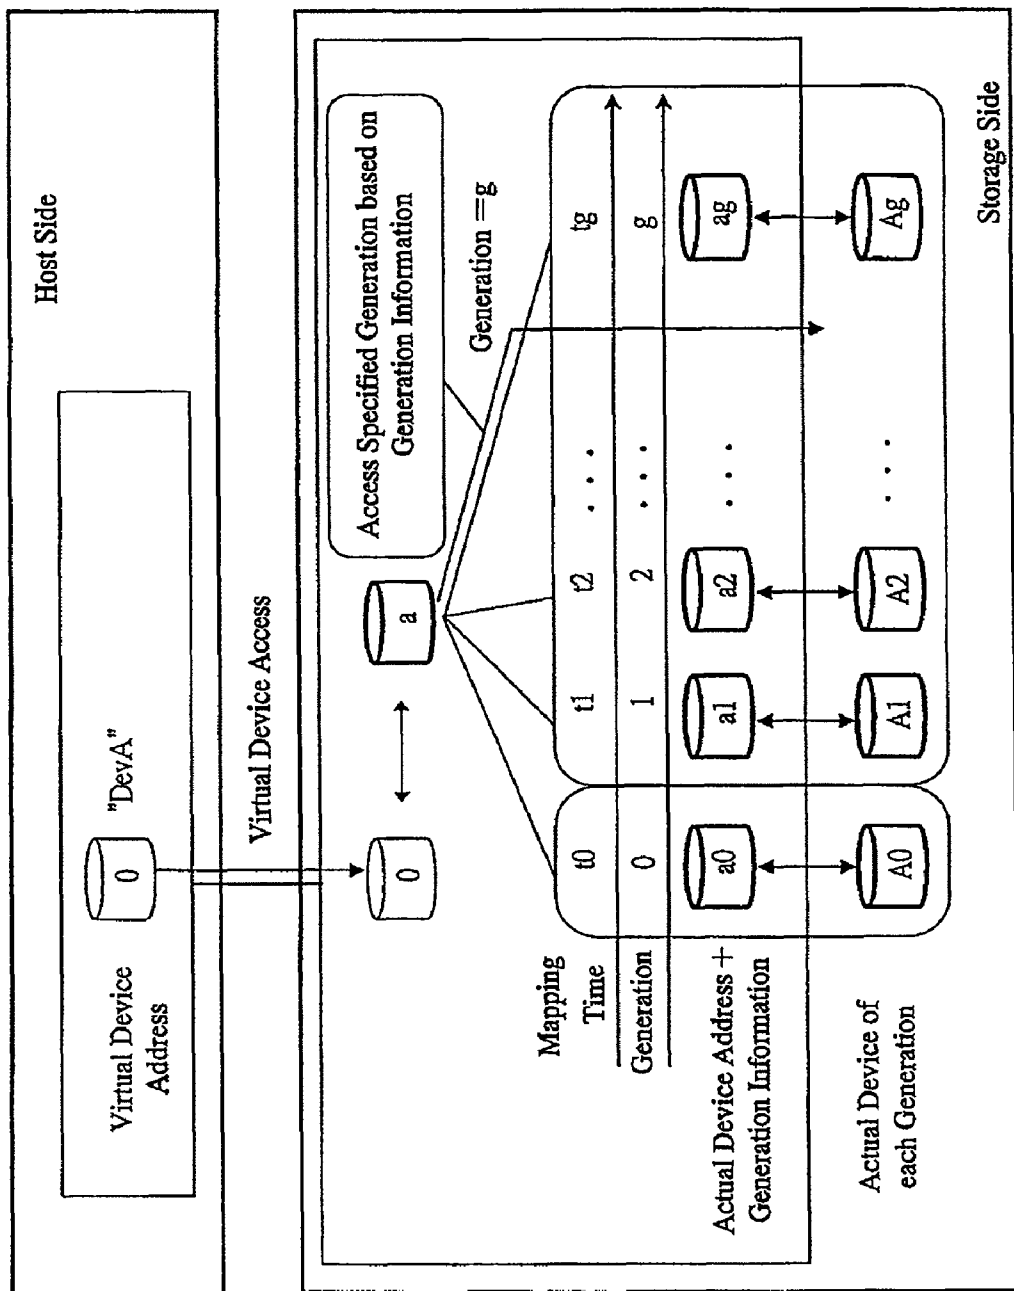 Host Side
Virtual Device
Address
0
"DevA"
Virtual Device Access
0
a
Access Specified Generation based on
Generation Information
Generation ==g
Mapping
Time
t0
t1
t2
. . .
tg
Generation
0
1
2
. . .
g
Actual Device Address +
Generation Information
a0
a1
a2
. . .
ag
Actual Device of
each Generation
A0
A1
A2
. . .
Ag
Storage Side